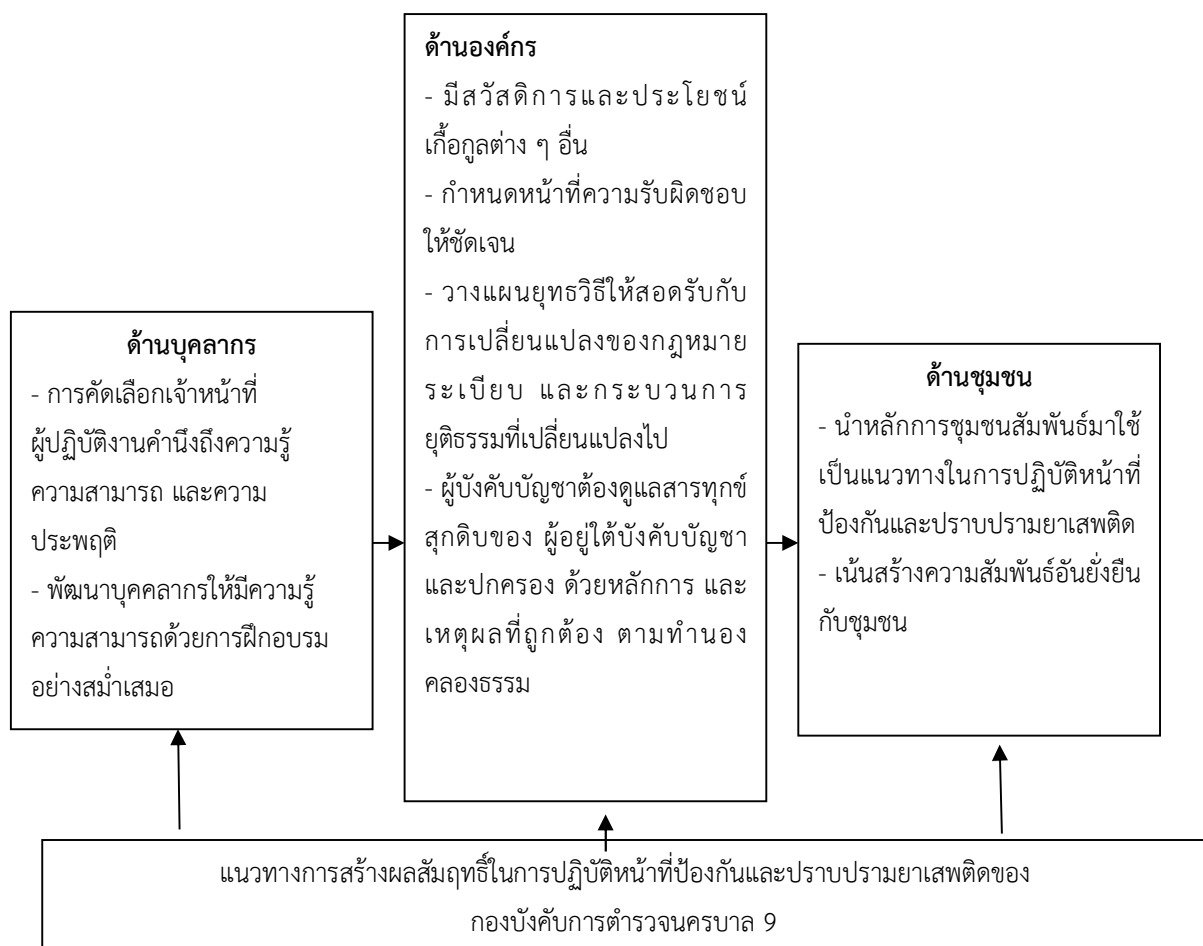 ด้านบุคลากร
- การคัดเลือกเจ้าหน้าที่
ผู้ปฏิบัติงานคำนึงถึงความรู้
ความสามารถ และความ
ประพฤติ
- พัฒนาบุคคลากรให้มีความรู้
ความสามารถด้วยการฝึกอบรม
อย่างสม่ำเสมอ
ด้านองค์กร
- มีสวัสดิการและประโยชน์
เกื้อกูลต่าง ๆ อื่น
- กำหนดหน้าที่ความรับผิดชอบ
ให้ชัดเจน
- วางแผนยุทธวิธีให้สอดรับกับ
การเปลี่ยนแปลงของกฎหมาย
ระเบียบ และกระบวนการ
ยุติธรรมที่เปลี่ยนแปลงไป
- ผู้บังคับบัญชาต้องดูแลสารทุกข์
สุกดิบของ ผู้อยู่ใต้บังคับบัญชา
และปกครอง ด้วยหลักการ และ
เหตุผลที่ถูกต้อง ตามทำนอง
คลองธรรม
ด้านชุมชน
- นำหลักการชุมชนสัมพันธ์มาใช้
เป็นแนวทางในการปฏิบัติหน้าที่
ป้องกันและปราบปรามยาเสพติด
- เน้นสร้างความสัมพันธ์อันยั่งยืน
กับชุมชน
แนวทางการสร้างผลสัมฤทธิ์ในการปฏิบัติหน้าที่ป้องกันและปราบปรามยาเสพติดของ
กองบังคับการตำรวจนครบาล 9